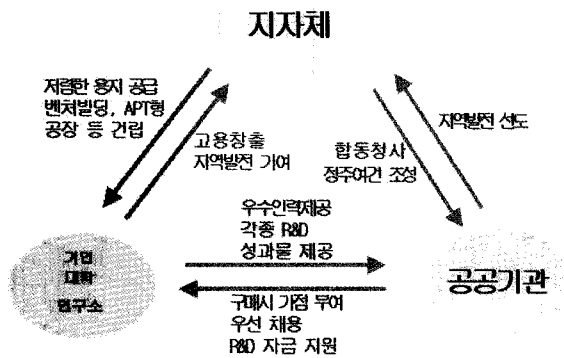 지자체
저렴한 용지 공급
벤처빌딩, APT형
공장 등 건립
고용창출
지역발전 기여
지역발전 선도
합동청사
정주여건 조성
우수인력제공
각종 R&D
성과물 제공
기업
대학
연구소
공공기관
구매시 가점 부여
우선 채용
R&D 자금 지원